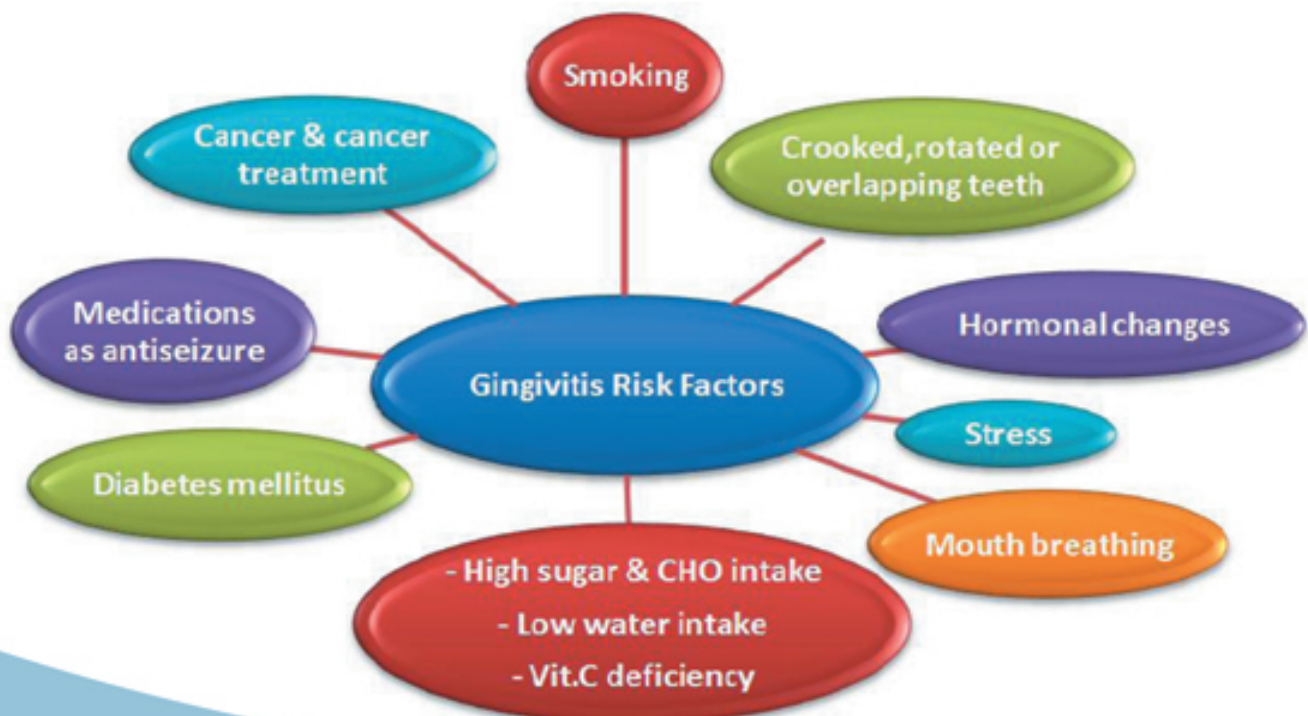 Smoking
Cancer & cancer
treatment
Crooked,rotated or
overlapping teeth
Medications
as antiseizure
Hormonal changes
Gingivitis Risk Factors
Stress
Diabetes mellitus
Mouth breathing
- High sugar & CHO intake
- Low water intake
- Vit.C deficiency